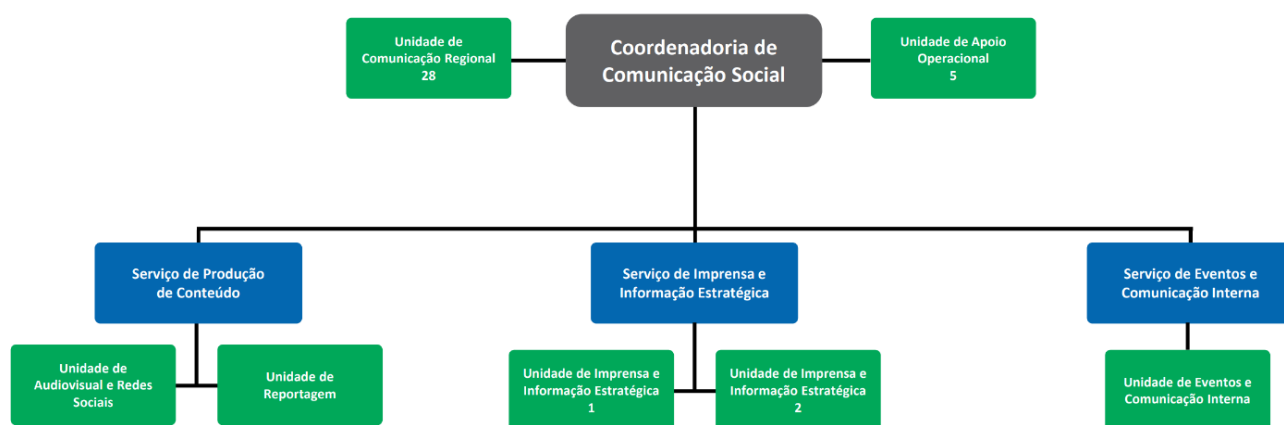 Unidade de
Comunicação Regional
28
Coordenadoria de
Comunicação Social
Unidade de Apoio
Operacional
5
Serviço de Produção
de Conteúdo
Serviço de Imprensa e
Informação Estratégica
Serviço de Eventos e
Comunicação Interna
Unidade de
Audiovisual e Redes
Sociais
Unidade de
Reportagem
Unidade de Imprensa e
Informação Estratégica
1
Unidade de Imprensa e
Informação Estratégica
2
Unidade de Eventos e
Comunicação Interna